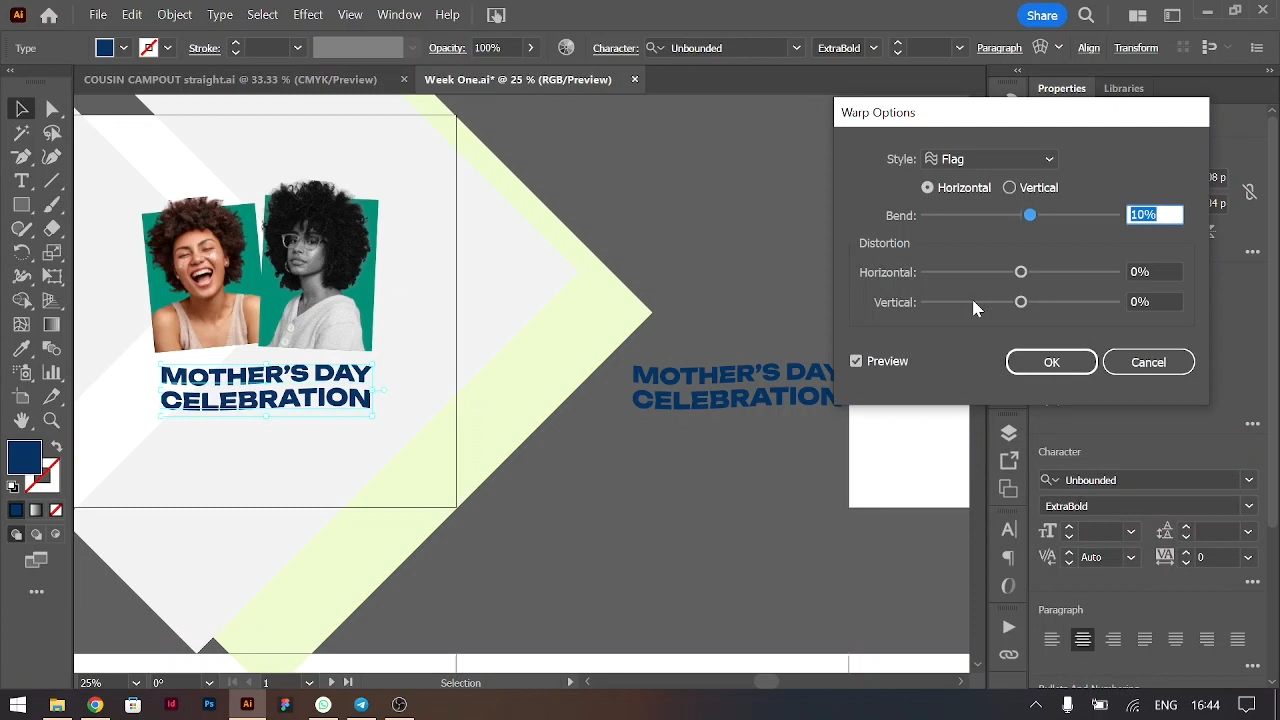 Ai
File Edit Object Type Select Effect View Window Help
Share
Type
Stroke:
Opacity: 100%
Character: Unbounded
ExtraBold
Paragraph
Align
Transform
COUSIN CAMPOUT straight.ai @ 33.33 % (CMYK/Preview) ×
Week One.ai* @ 25 % (RGB/Preview) ×
Properties Libraries
Warp Options
Style: Flag
Horizontal Vertical
Bend: 10%
Distortion
Horizontal: 0%
Vertical: 0%
Preview
OK
Cancel
MOTHER'S DAY
CELEBRATION
MOTHER'S DAY
CELEBRATION
Character
Unbounded
ExtraBold
Auto
0
Paragraph
25%
0°
1
Selection
Id
Ps
Ai
ENG
16:44